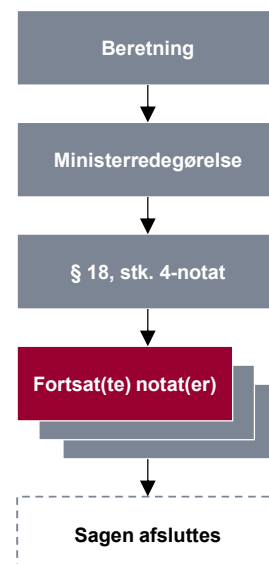 Beretning
Ministerredegørelse
§ 18, stk. 4-notat
Fortsat(te) notat(er)
Sagen afsluttes